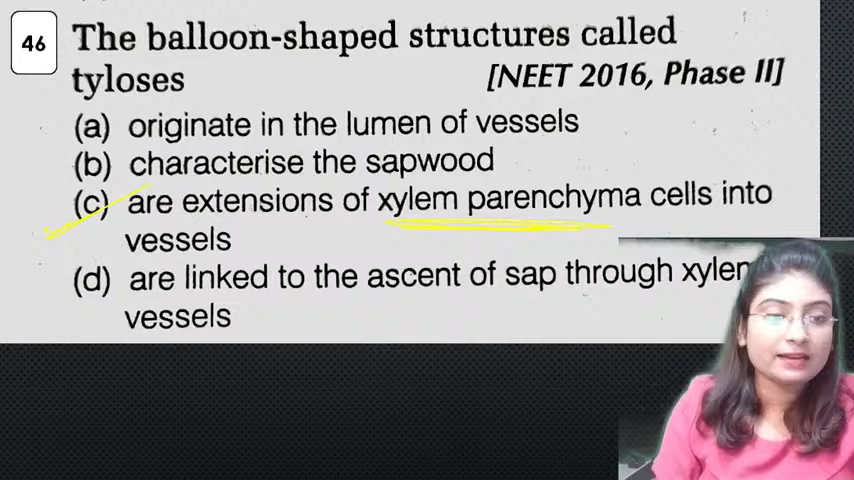 46 The balloon-shaped structures called
tyloses [NEET 2016, Phase II]
(a) originate in the lumen of vessels
(b) characterise the sapwood
(c) are extensions of xylem parenchyma cells into
vessels
(d) are linked to the ascent of sap through xylem
vessels